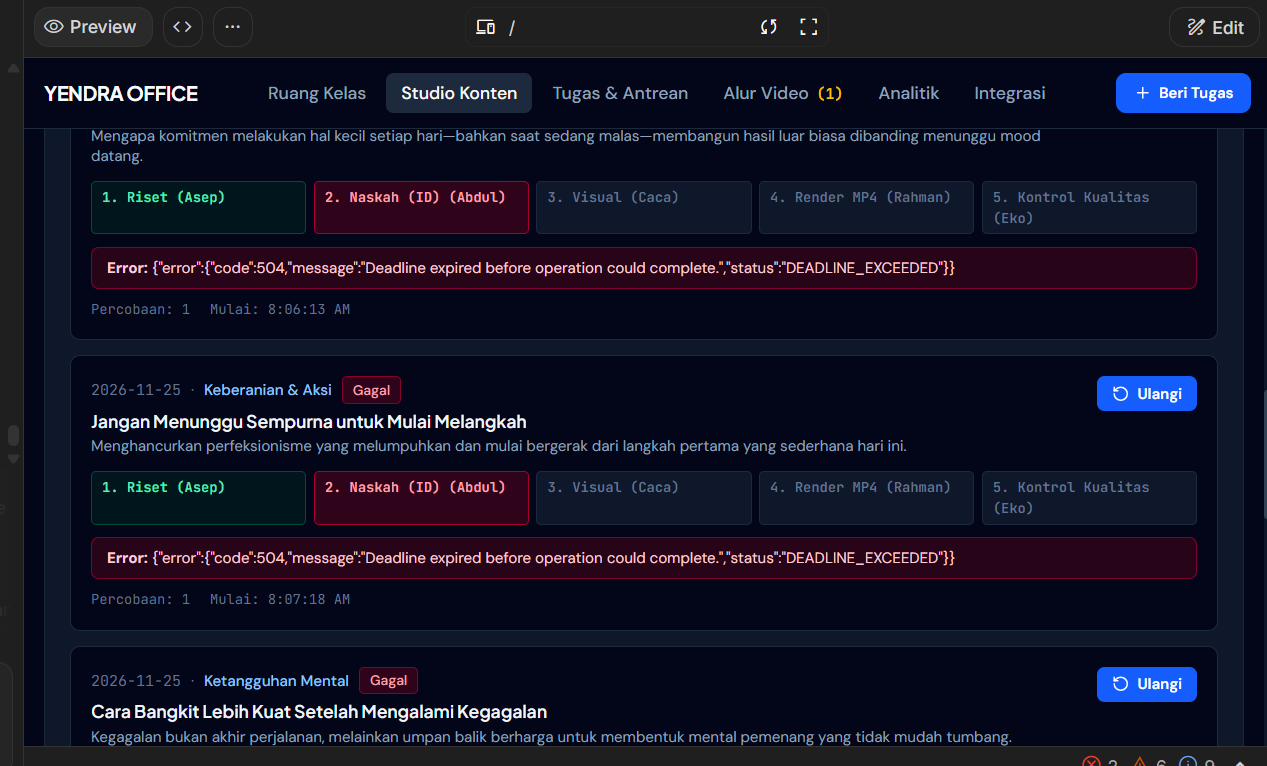 Preview
/
Edit
YENDRA OFFICE
Ruang Kelas
Studio Konten
Tugas & Antrean
Alur Video (1)
Analitik
Integrasi
+ Beri Tugas
Mengapa komitmen melakukan hal kecil setiap hari—bahkan saat sedang malas—membangun hasil luar biasa dibanding menunggu mood
datang.
1. Riset (Asep)
2. Naskah (ID) (Abdul)
3. Visual (Caca)
4. Render MP4 (Rahman)
5. Kontrol Kualitas
(Eko)
Error: {"error":{"code":504,"message":"Deadline expired before operation could complete.","status":"DEADLINE_EXCEEDED"}}
Percobaan: 1 Mulai: 8:06:13 AM
2026-11-25 · Keberanian & Aksi Gagal
Ulangi
Jangan Menunggu Sempurna untuk Mulai Melangkah
Menghancurkan perfeksionisme yang melumpuhkan dan mulai bergerak dari langkah pertama yang sederhana hari ini.
1. Riset (Asep)
2. Naskah (ID) (Abdul)
3. Visual (Caca)
4. Render MP4 (Rahman)
5. Kontrol Kualitas
(Eko)
Error: {"error":{"code":504,"message":"Deadline expired before operation could complete.","status":"DEADLINE_EXCEEDED"}}
Percobaan: 1 Mulai: 8:07:18 AM
2026-11-25 · Ketangguhan Mental Gagal
Ulangi
Cara Bangkit Lebih Kuat Setelah Mengalami Kegagalan
Kegagalan bukan akhir perjalanan, melainkan umpan balik berharga untuk membentuk mental pemenang yang tidak mudah tumbang.